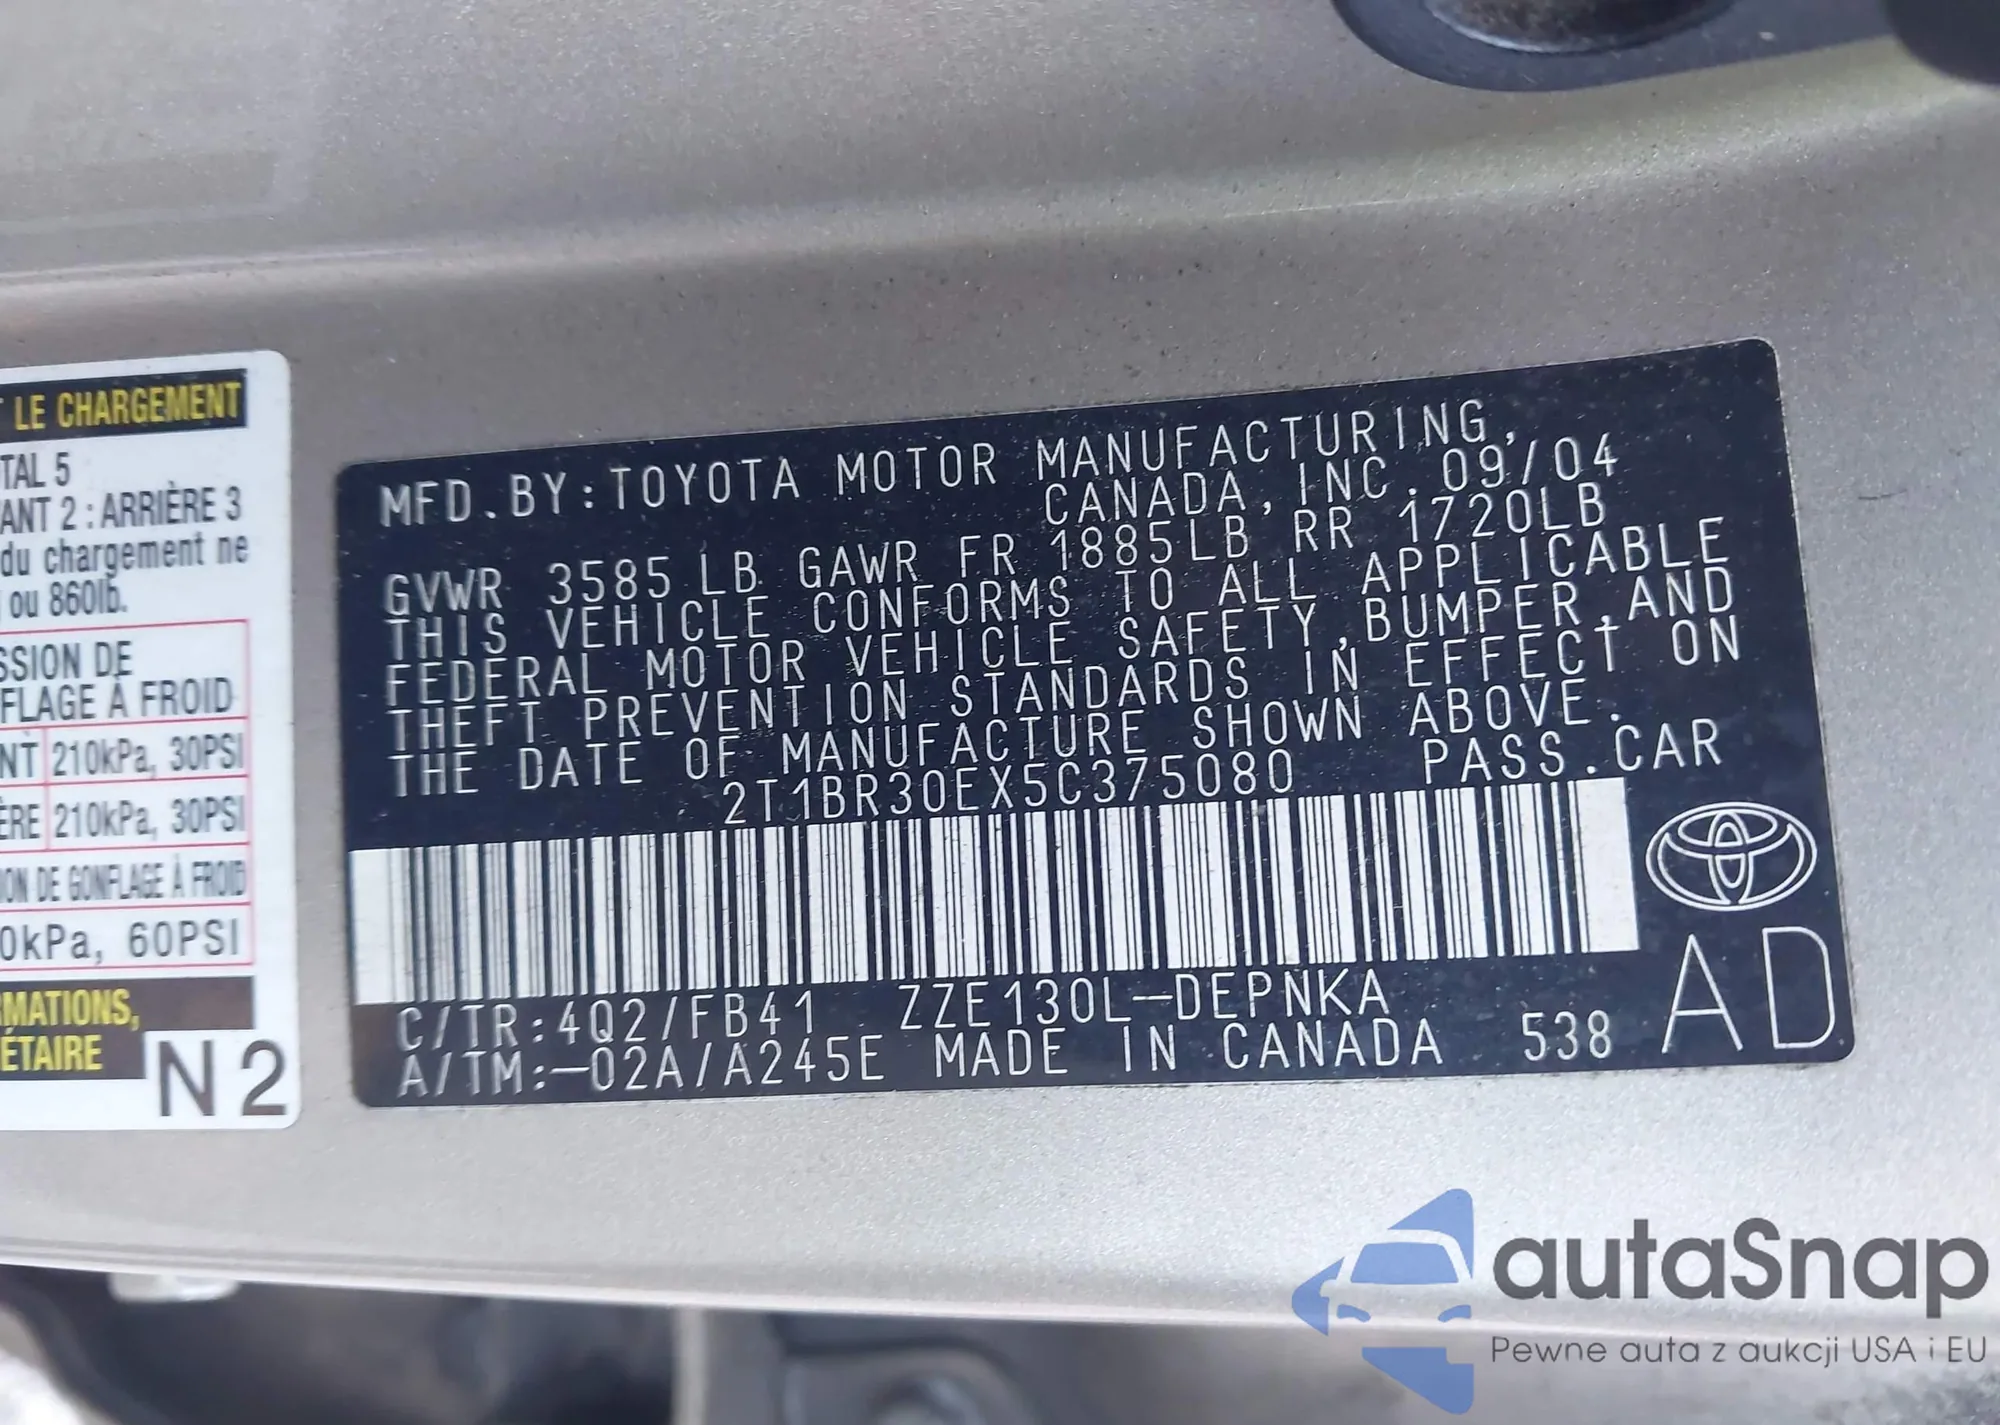 LE CHARGEMENT
TAL 5
ANT 2 : ARRIÈRE 3
du chargement ne
ou 860lb.
SSION DE
FLAGE À FROID
NT 210kPa, 30PSI
ÈRE 210kPa, 30PSI
ION DE GONFLAGE À FROID
0kPa, 60PSI
RMATIONS,
ÉTAIRE
N2
MFD.BY:TOYOTA MOTOR MANUFACTURING,
CANADA,INC. 09/04
GVWR 3585LB GAWR FR 1885LB RR 1720LB
THIS VEHICLE CONFORMS TO ALL APPLICABLE
FEDERAL MOTOR VEHICLE SAFETY,BUMPER,AND
THEFT PREVENTION STANDARDS IN EFFECT ON
THE DATE OF MANUFACTURE SHOWN ABOVE.
2T1BR30EX5C375080 PASS.CAR
C/TR:4Q2/FB41 ZZE130L-DEPNKA
A/TM:-02A/A245E MADE IN CANADA 538
AD
autoSnap
Pewne auta z aukcji USA i EU